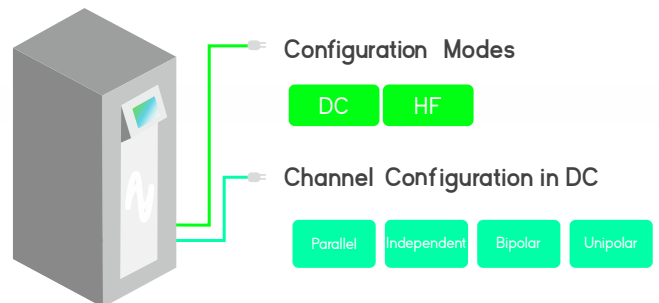 Configuration Modes
DC HF
Channel Configuration in DC
Parallel Independent Bipolar Unipolar